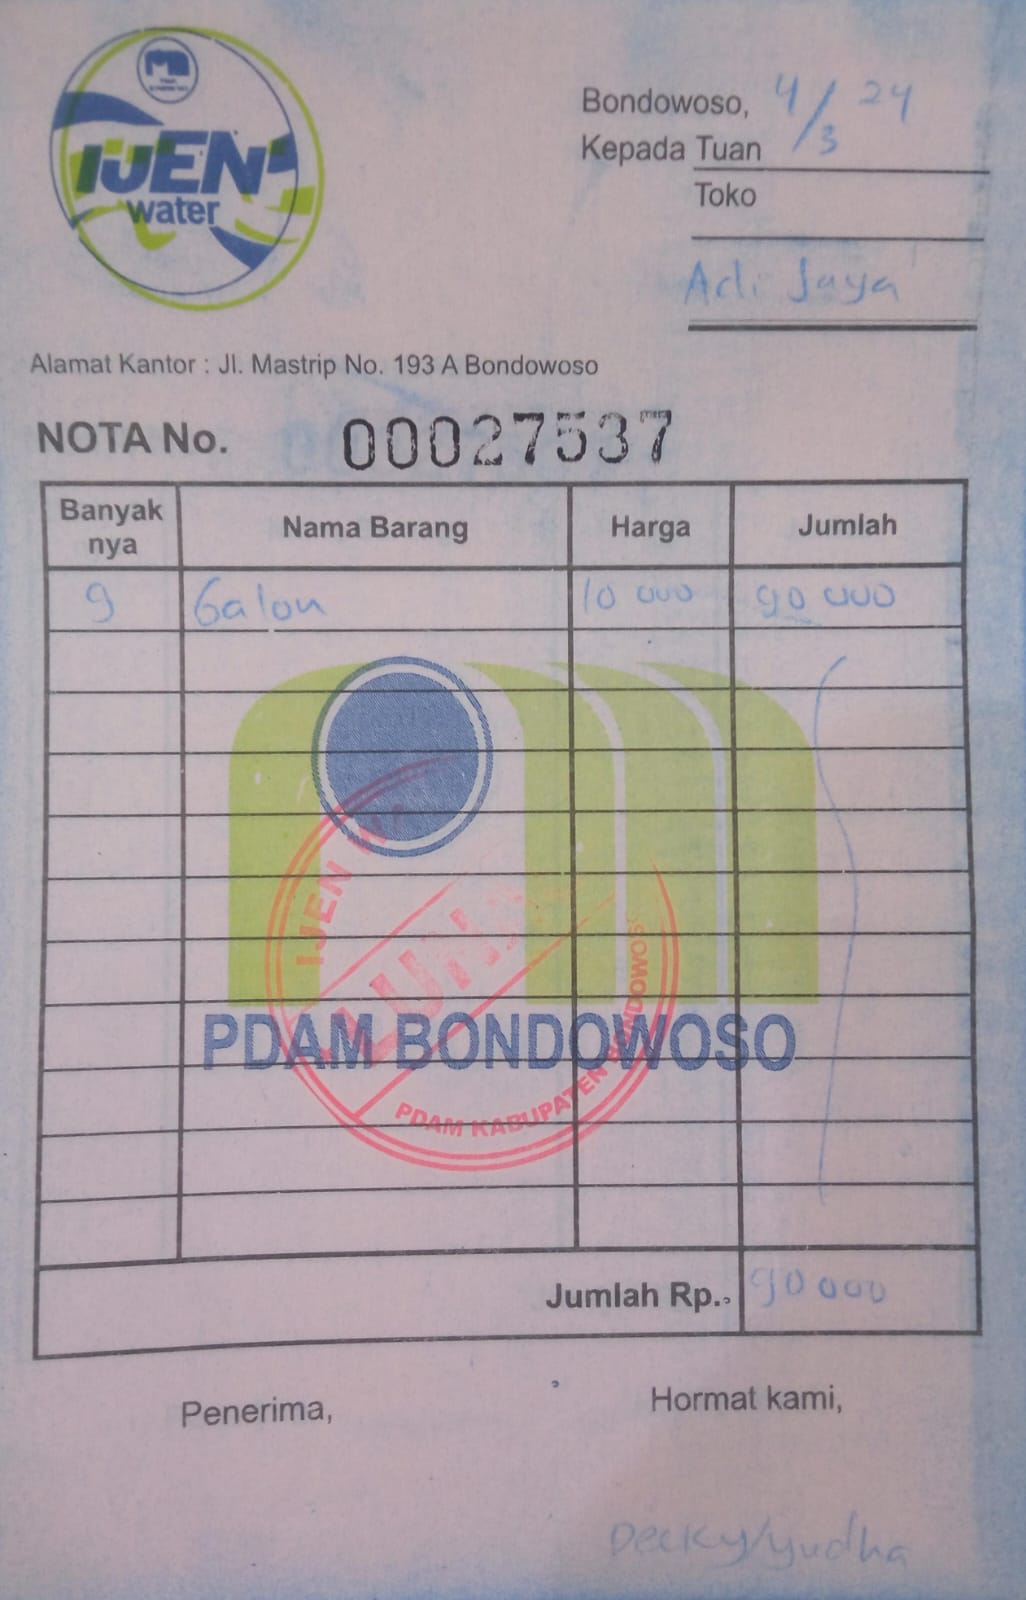 IJEN
water
Bondowoso, 4/3 24
Kepada Tuan
Toko
Adi Jaya
Alamat Kantor : Jl. Mastrip No. 193 A Bondowoso
NOTA No. 00027537
Banyak nya Nama Barang Harga Jumlah
9 Galon 10 000 90 000
IJEN
LUN
PDAM BONDOWOSO
PDAM KABUPATEN BONDOWOSO
Jumlah Rp. 90 000
Penerima, Hormat kami,
Decky/yudha